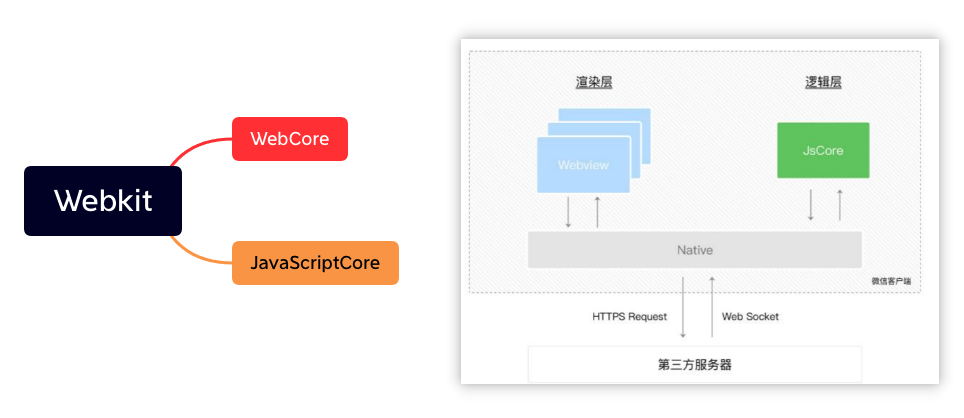 Webkit
WebCore
JavaScriptCore
渲染层
逻辑层
Webview
JsCore
Native
微信客户端
HTTPS Request
Web Socket
第三方服务器